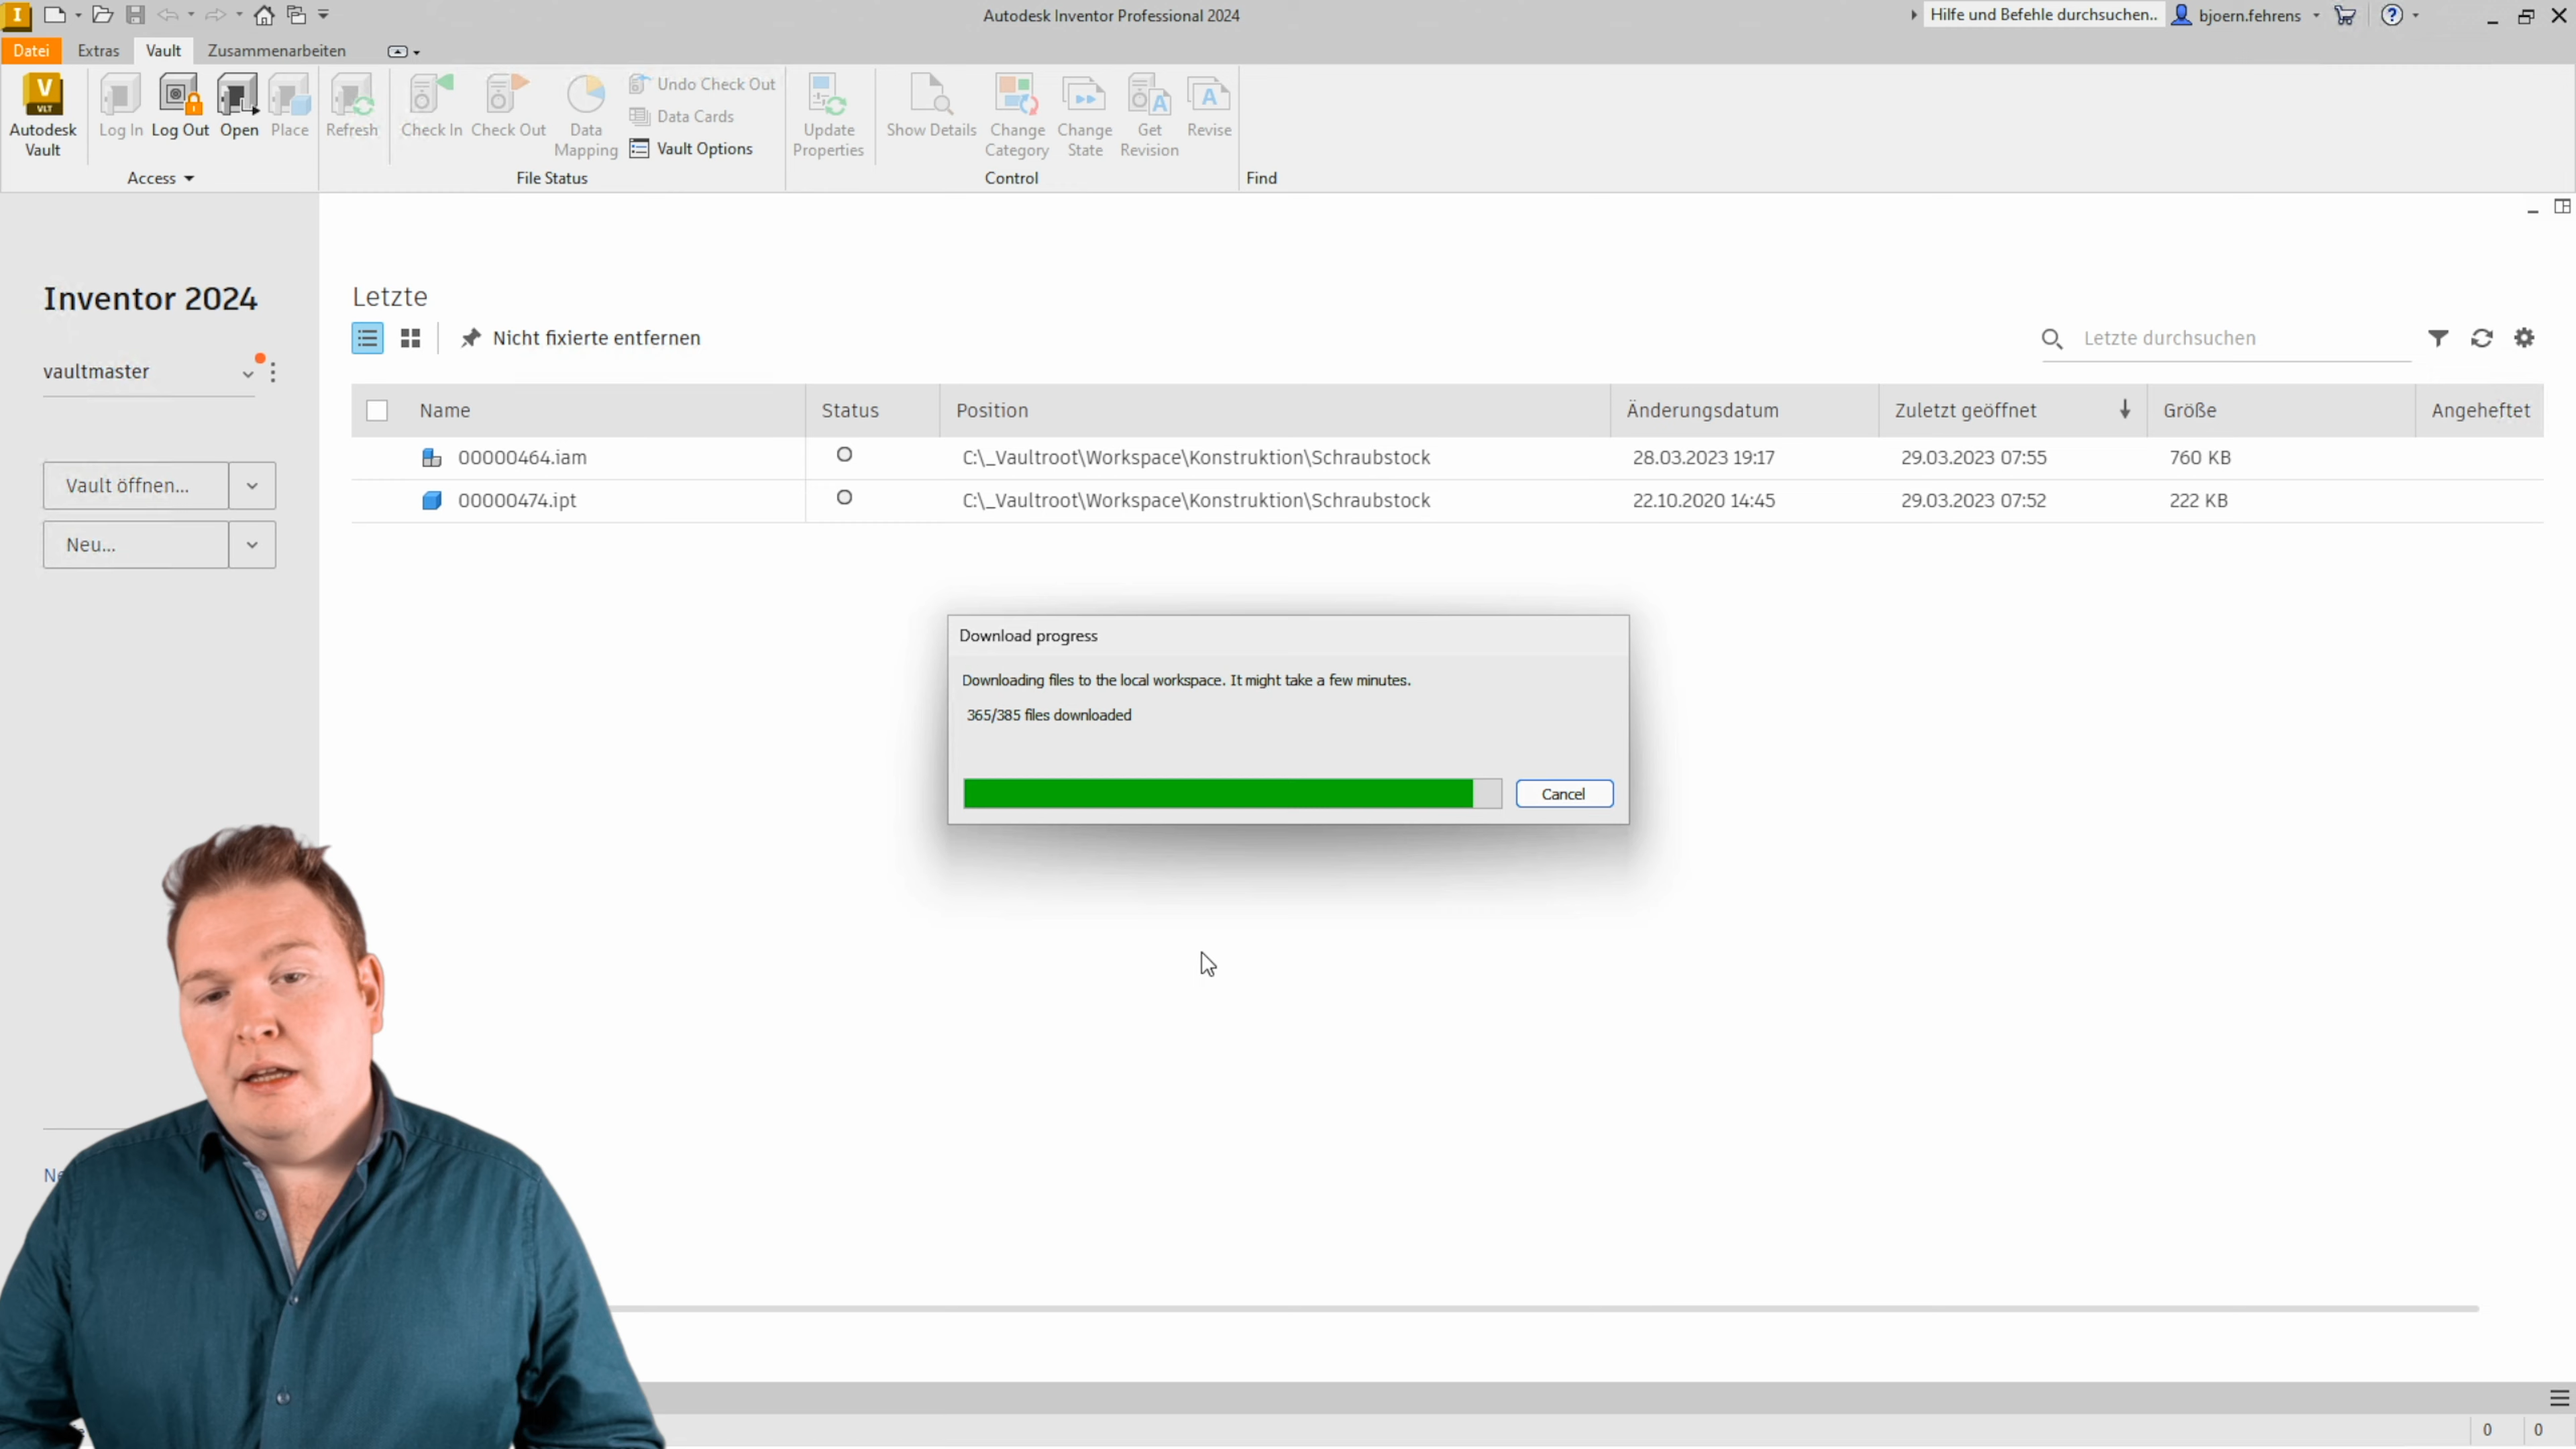 I Autodesk Inventor Professional 2024 Hilfe und Befehle durchsuchen.. bjoern.fehrens ?
Datei Extras Vault Zusammenarbeiten
V
VLT
Autodesk Vault
Log In
Log Out
Open
Place
Access
Refresh
Check In
Check Out
Data Mapping
Undo Check Out
Data Cards
Vault Options
File Status
Update Properties
Show Details
Change Category
Change State
Get Revision
Revise
Control
Find
Inventor 2024
vaultmaster
Vault öffnen...
Neu...
Letzte
Nicht fixierte entfernen
Letzte durchsuchen
Name Status Position Änderungsdatum Zuletzt geöffnet Größe Angeheftet
00000464.iam C:\_Vaultroot\Workspace\Konstruktion\Schraubstock 28.03.2023 19:17 29.03.2023 07:55 760 KB
00000474.ipt C:\_Vaultroot\Workspace\Konstruktion\Schraubstock 22.10.2020 14:45 29.03.2023 07:52 222 KB
Download progress
Downloading files to the local workspace. It might take a few minutes.
365/385 files downloaded
Cancel
0 0